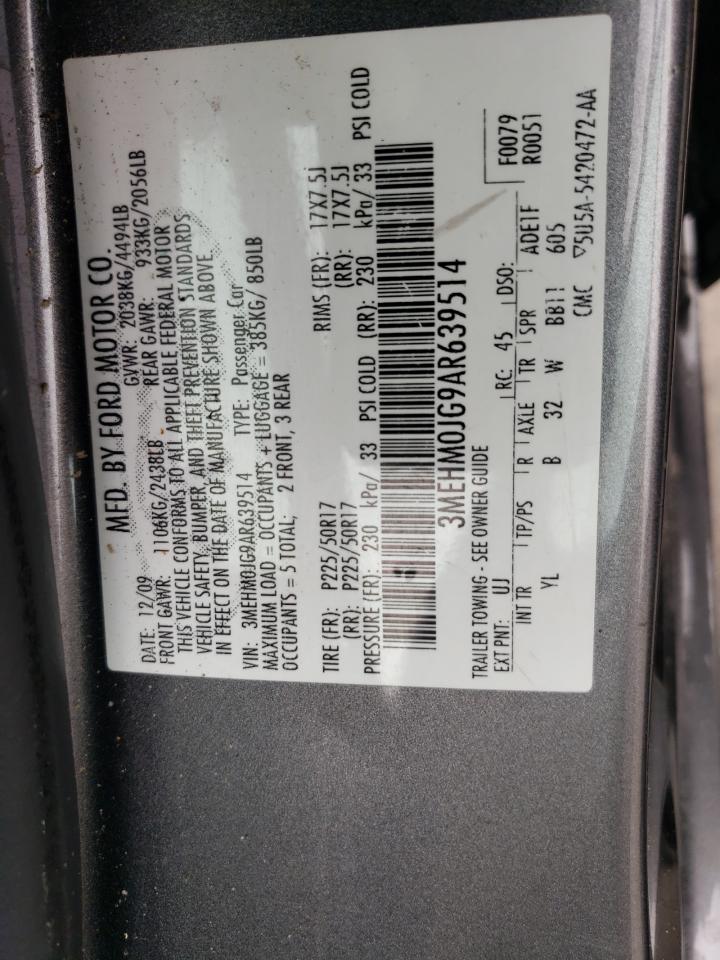 MFD. BY FORD MOTOR CO.
DATE: 12/09 GVWR: 2038KG/4494LB
FRONT GAWR: 1106KG/2438LB REAR GAWR: 933KG/2056LB
THIS VEHICLE CONFORMS TO ALL APPLICABLE FEDERAL MOTOR
VEHICLE SAFETY, BUMPER, AND THEFT PREVENTION STANDARDS
IN EFFECT ON THE DATE OF MANUFACTURE SHOWN ABOVE.
VIN: 3MEHM0JG9AR639514 TYPE: Passenger Car
MAXIMUM LOAD = OCCUPANTS + LUGGAGE = 385KG/ 850LB
OCCUPANTS = 5 TOTAL; 2 FRONT, 3 REAR
TIRE (FR): P225/50R17 RIMS (FR): 17X7.5J
(RR): P225/50R17 (RR): 17X7.5J
PRESSURE (FR): 230 kPa/ 33 PSI COLD (RR): 230 kPa/ 33 PSI COLD
3MEHM0JG9AR639514
TRAILER TOWING - SEE OWNER GUIDE F0079
EXT PNT: UJ RC: 45 DSO: R0051
INT TR TP/PS R AXLE TR SPR ADE1F
YL B 32 W BB11 605
CMC ▽5U5A-5420472-AA